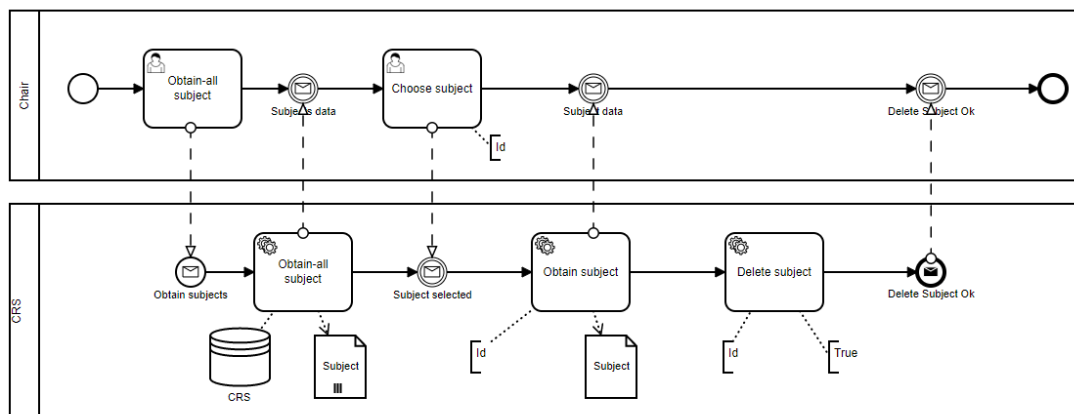 Chair
Obtain-all
subject
Subjects data
Choose subject
Id
Subject data
Delete Subject Ok
CRS
Obtain subjects
Obtain-all
subject
CRS
Subject
Subject selected
Obtain subject
Id
Subject
Delete subject
Id
True
Delete Subject Ok